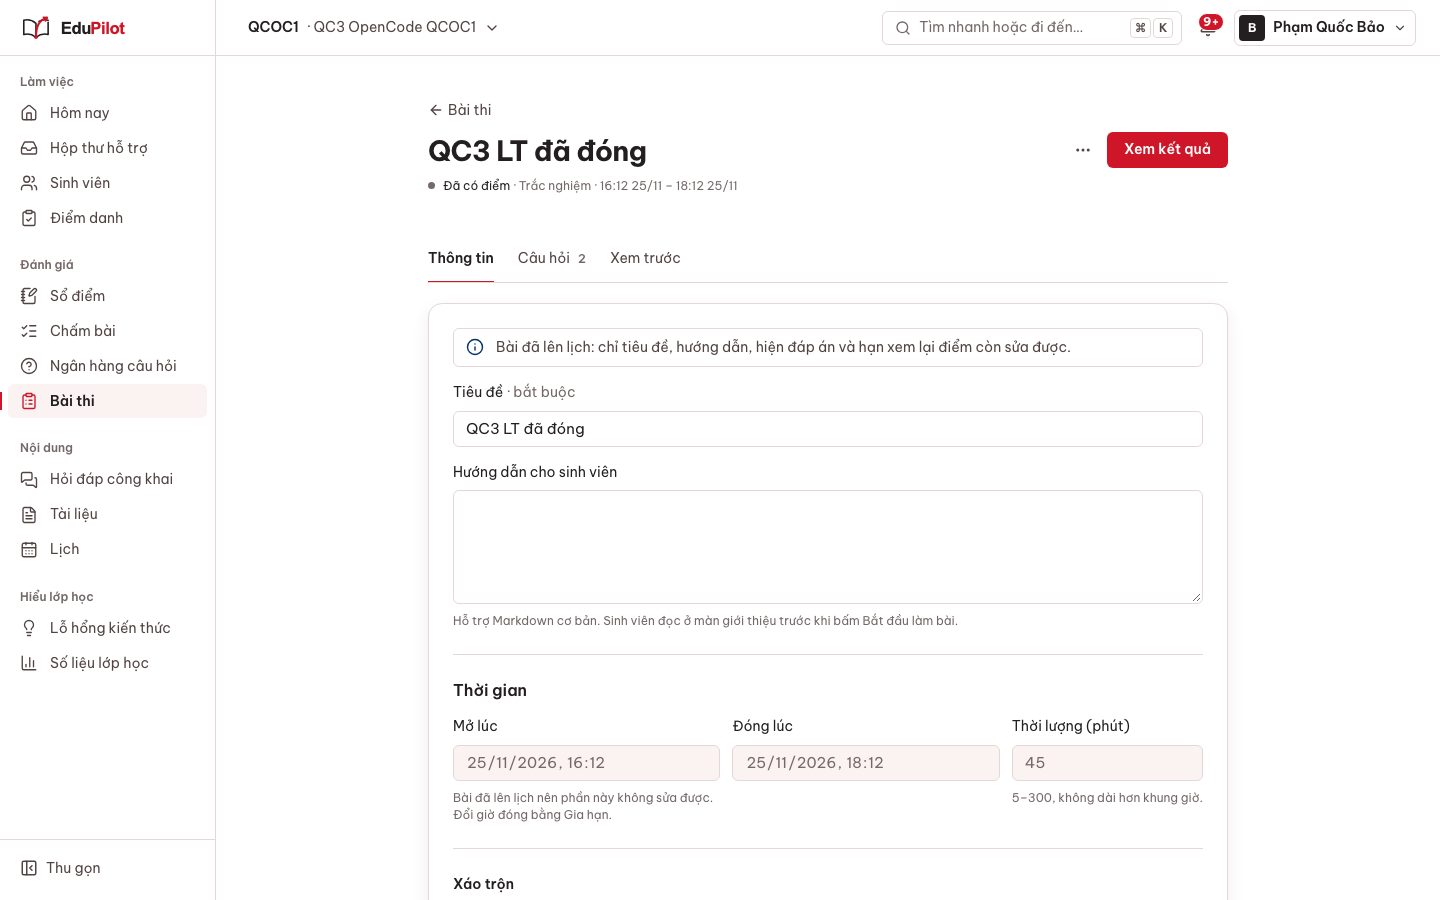 EduPilot
QCOC1 · QC3 OpenCode QCOC1
Tìm nhanh hoặc đi đến...
⌘ K
9+
B
Phạm Quốc Bảo
Làm việc
Hôm nay
Hộp thư hỗ trợ
Sinh viên
Điểm danh
Đánh giá
Sổ điểm
Chấm bài
Ngân hàng câu hỏi
Bài thi
Nội dung
Hỏi đáp công khai
Tài liệu
Lịch
Hiểu lớp học
Lỗ hổng kiến thức
Số liệu lớp học
Thu gọn
Bài thi
QC3 LT đã đóng
Xem kết quả
Đã có điểm · Trắc nghiệm · 16:12 25/11 – 18:12 25/11
Thông tin
Câu hỏi 2
Xem trước
Bài đã lên lịch: chỉ tiêu đề, hướng dẫn, hiện đáp án và hạn xem lại điểm còn sửa được.
Tiêu đề · bắt buộc
QC3 LT đã đóng
Hướng dẫn cho sinh viên
Hỗ trợ Markdown cơ bản. Sinh viên đọc ở màn giới thiệu trước khi bấm Bắt đầu làm bài.
Thời gian
Mở lúc
Đóng lúc
Thời lượng (phút)
25/11/2026, 16:12
25/11/2026, 18:12
45
Bài đã lên lịch nên phần này không sửa được.
Đổi giờ đóng bằng Gia hạn.
5–300, không dài hơn khung giờ.
Xáo trộn